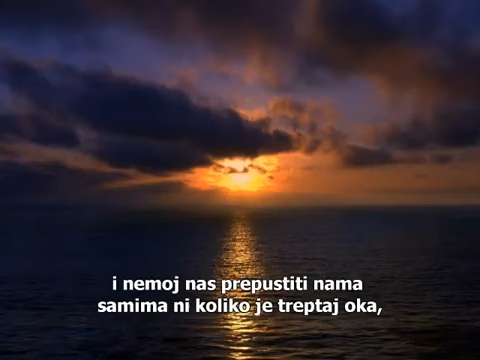 i nemoj nas prepustiti nama
samima ni koliko je treptaj oka,